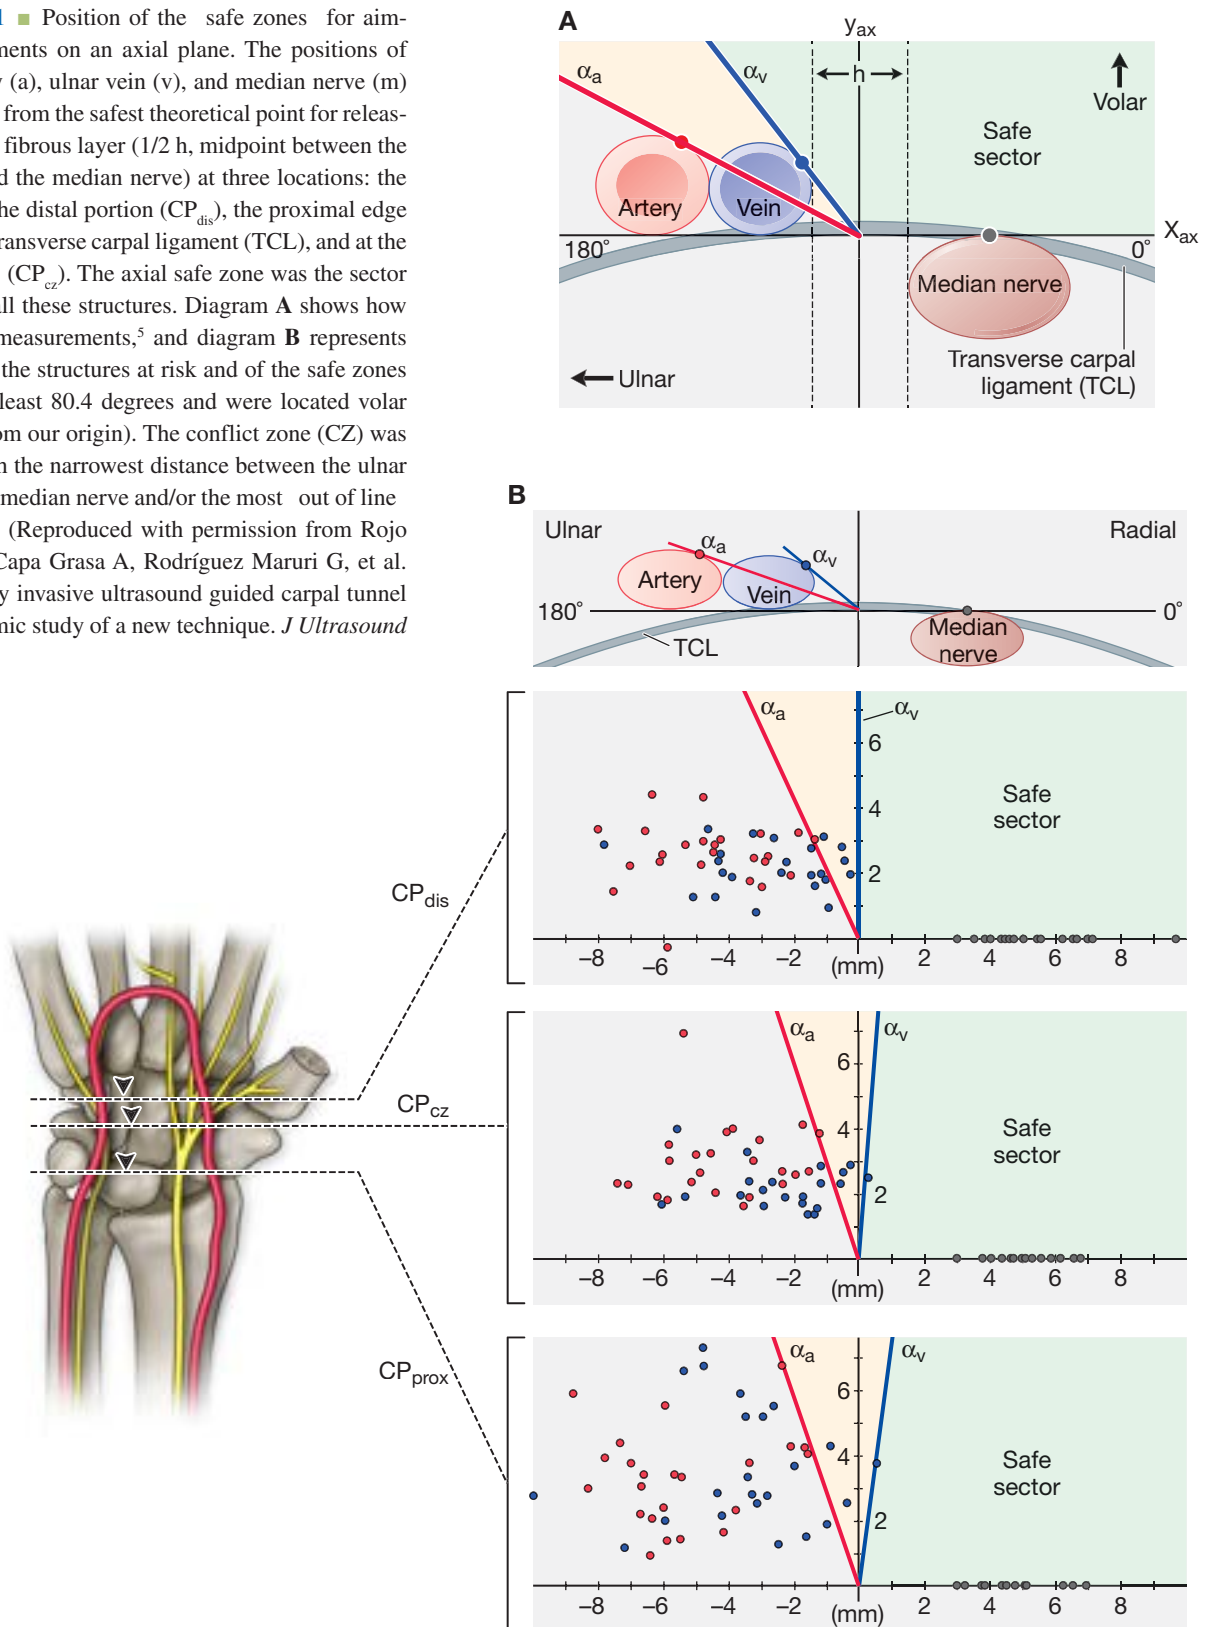 1 ■ Position of the safe zones for aim-
ments on an axial plane. The positions of
(a), ulnar vein (v), and median nerve (m)
from the safest theoretical point for releas-
fibrous layer (1/2 h, midpoint between the
d the median nerve) at three locations: the
he distal portion (CPdis), the proximal edge
ransverse carpal ligament (TCL), and at the
(CPcz). The axial safe zone was the sector
all these structures. Diagram A shows how
measurements,5 and diagram B represents
the structures at risk and of the safe zones
least 80.4 degrees and were located volar
om our origin). The conflict zone (CZ) was
n the narrowest distance between the ulnar
median nerve and/or the most out of line
(Reproduced with permission from Rojo
Capa Grasa A, Rodríguez Maruri G, et al.
y invasive ultrasound guided carpal tunnel
mic study of a new technique. J Ultrasound
A
yax
αa
αv
h
Volar
Safe
sector
Artery
Vein
Xax
180°
0°
Median nerve
Transverse carpal
ligament (TCL)
Ulnar
B
Ulnar
Radial
αa
αv
Artery
Vein
180°
0°
Median
nerve
TCL
CPdis
αa
αv
6
4
2
Safe
sector
−8 −6 −4 −2 (mm) 2 4 6 8
CPcz
αa
αv
6
4
2
Safe
sector
−8 −6 −4 −2 (mm) 2 4 6 8
CPprox
αa
αv
6
4
2
Safe
sector
−8 −6 −4 −2 (mm) 2 4 6 8